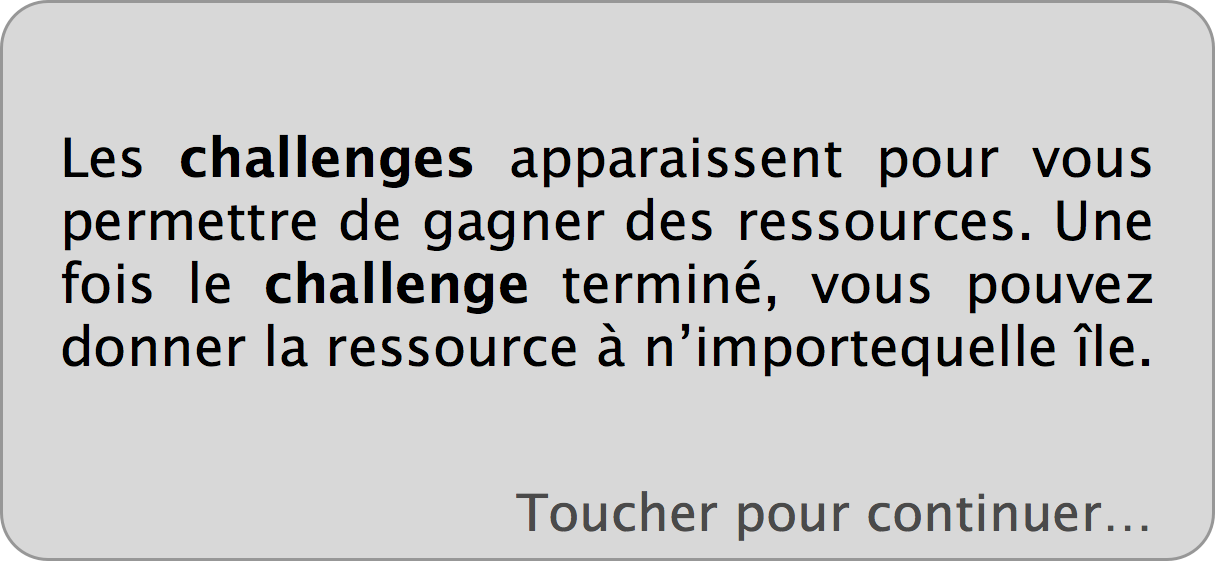 Les challenges apparaissent pour vous
permettre de gagner des ressources. Une
fois le challenge terminé, vous pouvez
donner la ressource à n’importequelle île.
Toucher pour continuer…